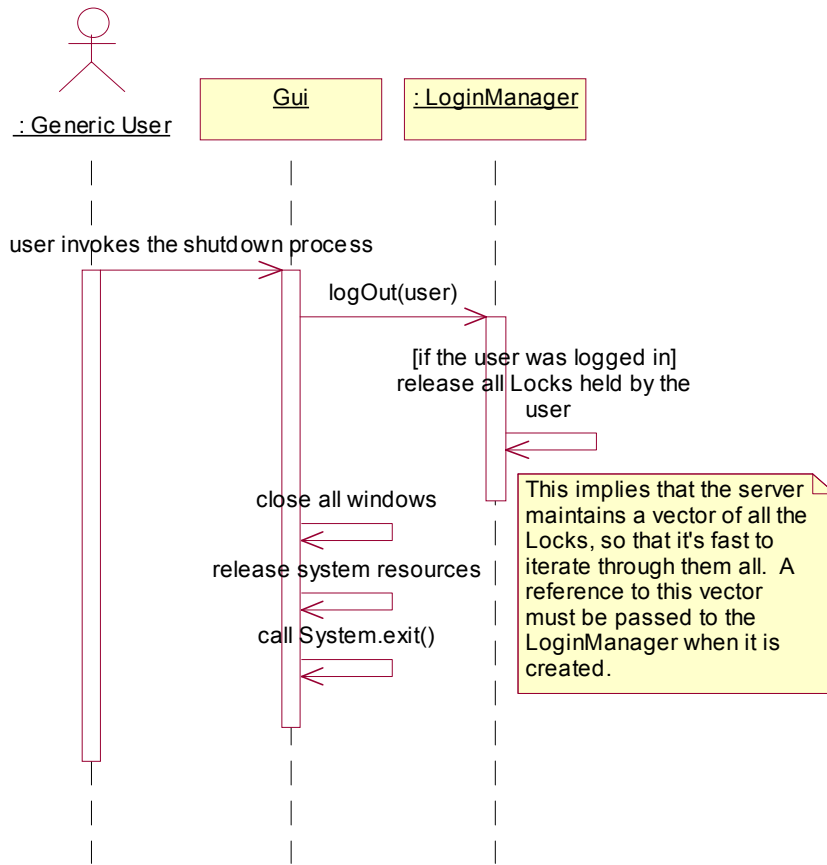 : Generic User
Gui
: LoginManager
user invokes the shutdown process
logOut(user)
[if the user was logged in]
release all Locks held by the
user
close all windows
release system resources
call System.exit()
This implies that the server
maintains a vector of all the
Locks, so that it's fast to
iterate through them all.  A
reference to this vector
must be passed to the
LoginManager when it is
created.